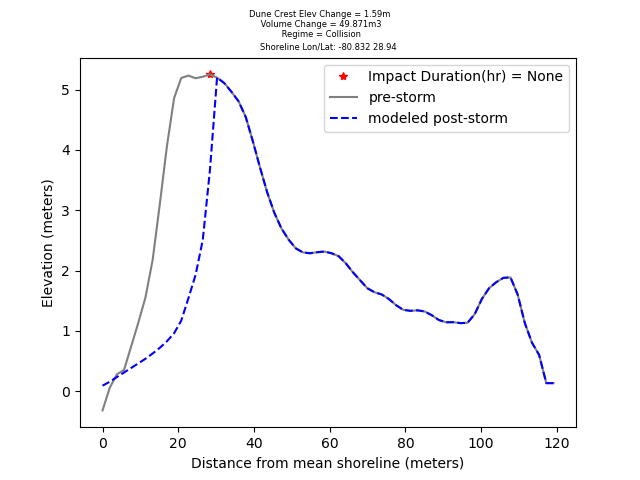 Dune Crest Elev Change = 1.59m
Volume Change = 49.871m3
Regime = Collision
Shoreline Lon/Lat: -80.832 28.94
Impact Duration(hr) = None
pre-storm
modeled post-storm
5
4
3
2
1
0
Elevation (meters)
0 20 40 60 80 100 120
Distance from mean shoreline (meters)